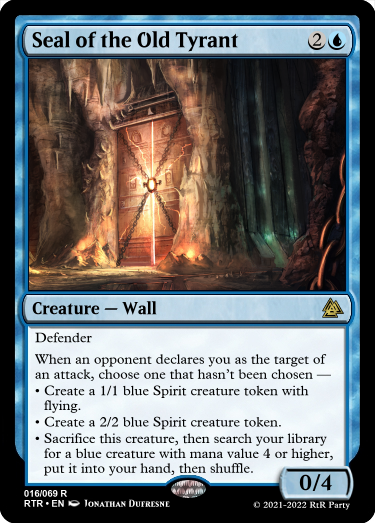 Seal of the Old Tyrant 2
Creature — Wall
Defender
When an opponent declares you as the target of
an attack, choose one that hasn't been chosen —
• Create a 1/1 blue Spirit creature token with
flying.
• Create a 2/2 blue Spirit creature token.
• Sacrifice this creature, then search your library
for a blue creature with mana value 4 or higher,
put it into your hand, then shuffle.
0/4
016/069 R
RTR • EN Jonathan Dufresne
© 2021-2022 RtR Party